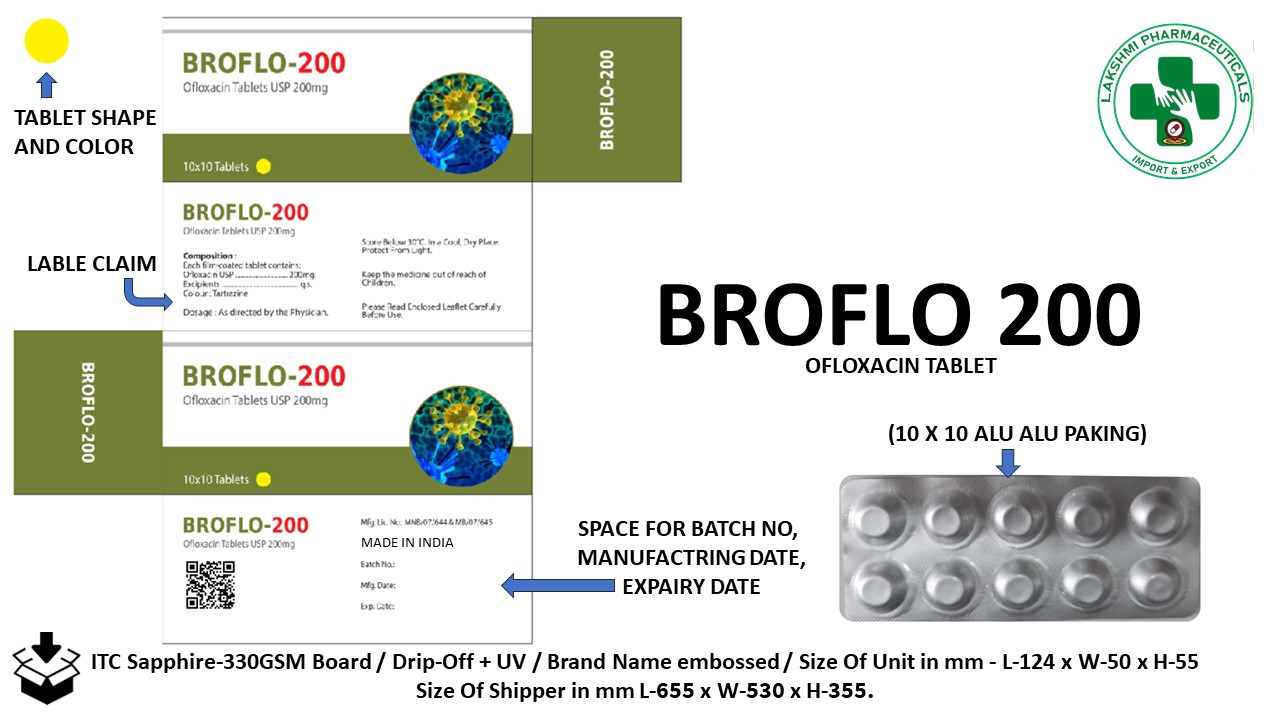 TABLET SHAPE
AND COLOR
BROFLO-200
Ofloxacin Tablets USP 200mg
10x10 Tablets
BROFLO-200
LAKSHMI PHARMACEUTICALS
IMPORT & EXPORT
LABLE CLAIM
BROFLO-200
Ofloxacin Tablets USP 200mg
Composition :
Each film-coated tablet contains:
Ofloxacin USP ........................ 200mg.
Excipients ........................ q.s.
Colour: Tartrazine
Dosage : As directed by the Physician.
Store Below 30°C. In a Cool, Dry Place.
Protect From Light.
Keep the medicine out of reach of
Children.
Please Read Enclosed Leaflet Carefully
Before Use.
BROFLO-200
BROFLO-200
Ofloxacin Tablets USP 200mg
10x10 Tablets
BROFLO-200
Ofloxacin Tablets USP 200mg
Mfg. Lic. No.: MNB/07/644 & MB/07/645
MADE IN INDIA
Batch No.:
Mfg. Date:
Exp. Date:
BROFLO 200
OFLOXACIN TABLET
(10 X 10 ALU ALU PAKING)
SPACE FOR BATCH NO,
MANUFACTRING DATE,
EXPAIRY DATE
ITC Sapphire-330GSM Board / Drip-Off + UV / Brand Name embossed / Size Of Unit in mm - L-124 x W-50 x H-55
Size Of Shipper in mm L-655 x W-530 x H-355.